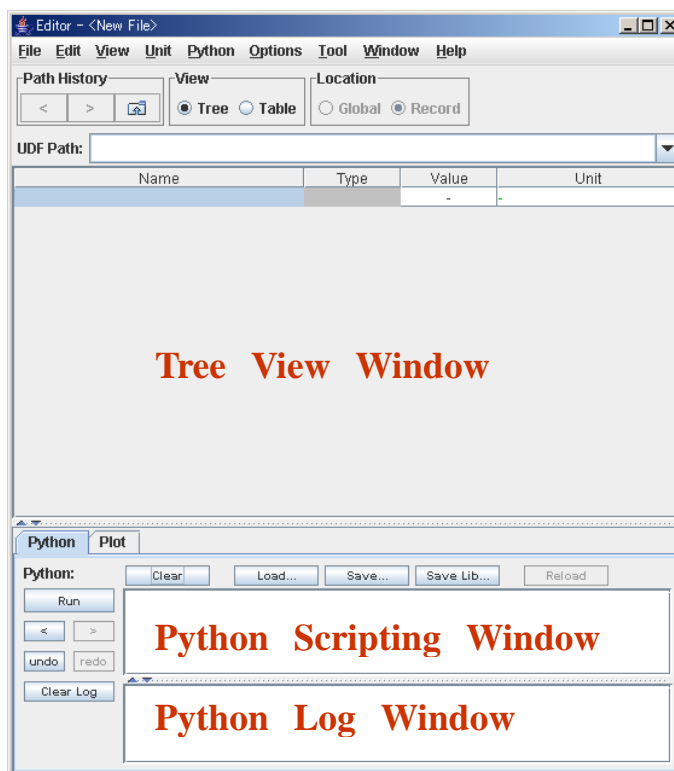 Editor - <New File>
File Edit View Unit Python Options Tool Window Help
Path History View Location
< > Tree Table Global Record
UDF Path:
Name Type Value Unit
- -
Tree View Window
Python Plot
Python: Clear Load... Save... Save Lib... Reload
Run
< >
Python Scripting Window
undo redo
Clear Log
Python Log Window